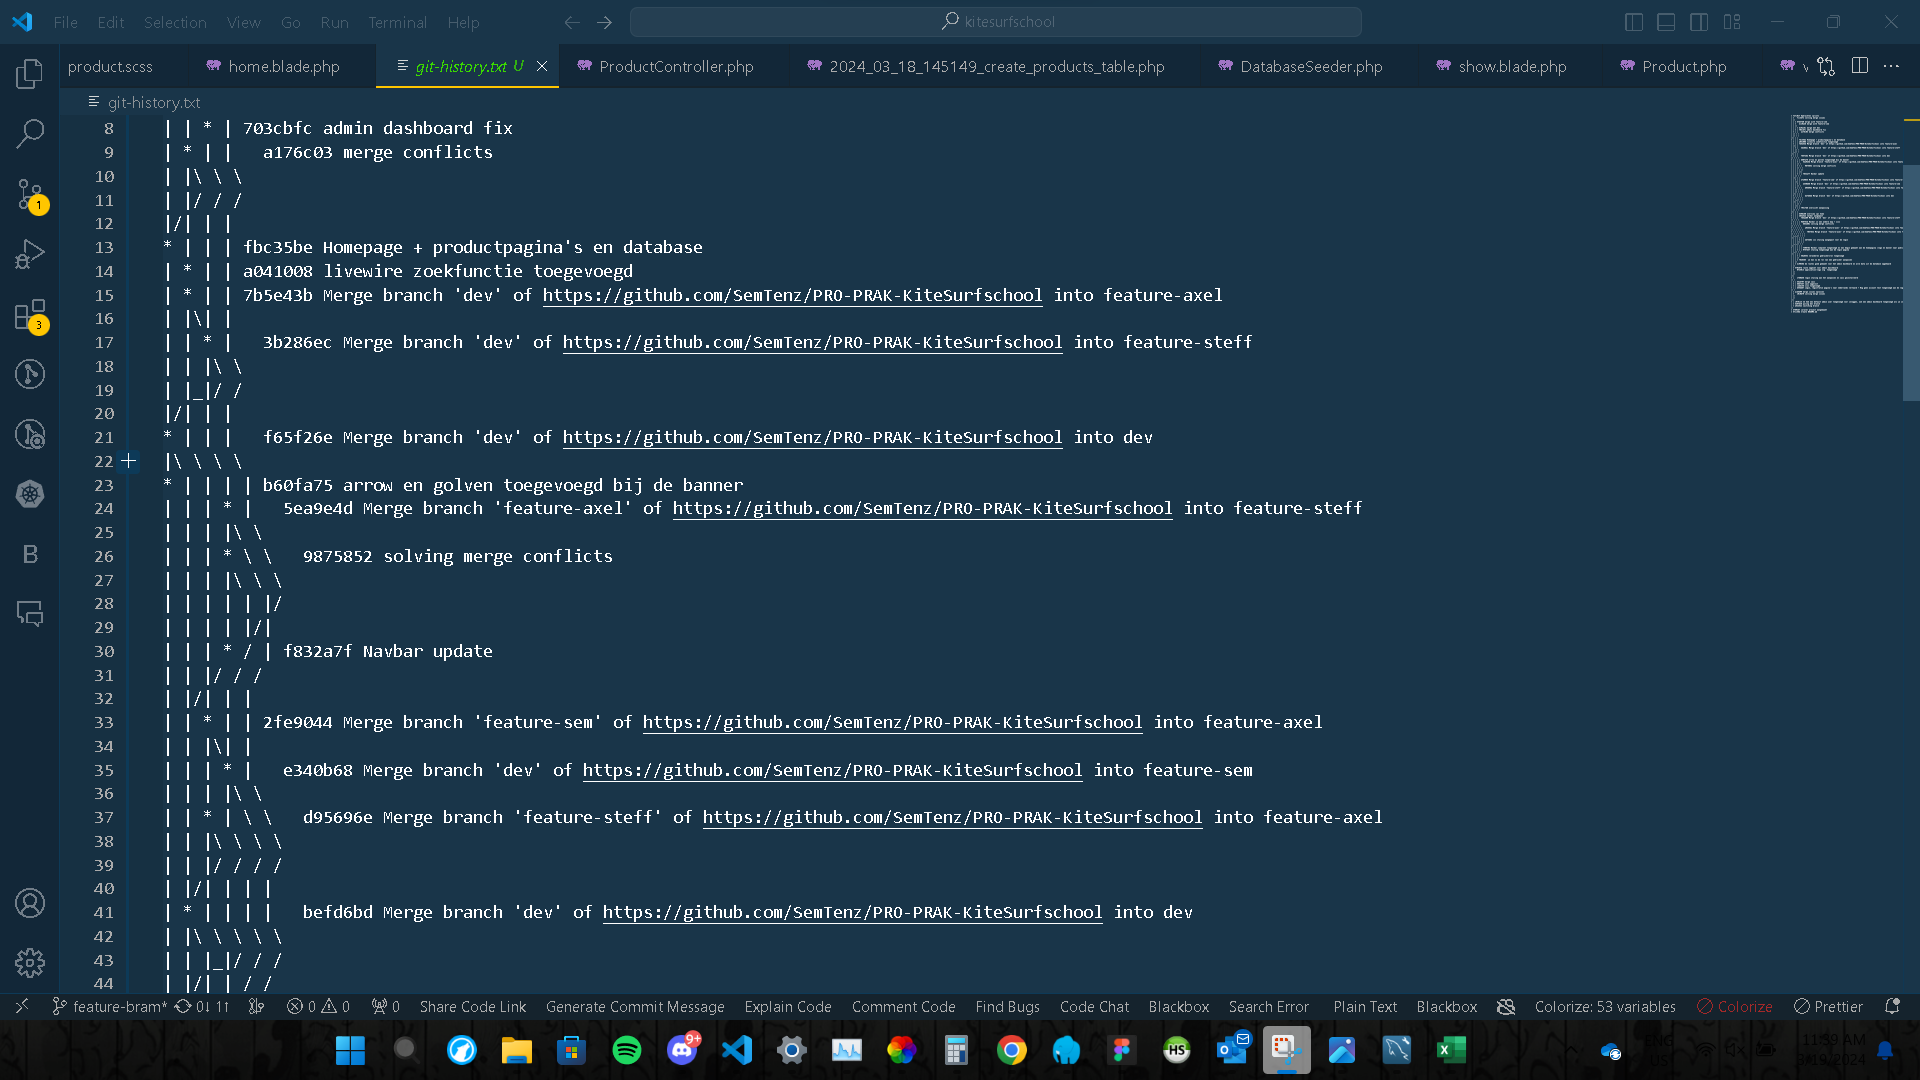 File Edit Selection View Go Run Terminal Help
kitesurfschool
product.scss home.blade.php git-history.txt U ProductController.php 2024_03_18_145149_create_products_table.php DatabaseSeeder.php show.blade.php Product.php v
git-history.txt
8 | | * | 703cbfc admin dashboard fix
9 | * | |   a176c03 merge conflicts
10 | |\ \ \
11 | |/ / /
12 |/| | |
13 * | | | fbc35be Homepage + productpagina's en database
14 | * | | a041008 livewire zoekfunctie toegevoegd
15 | * | | 7b5e43b Merge branch 'dev' of https://github.com/SemTenz/PRO-PRAK-KiteSurfschool into feature-axel
16 | |\| |
17 | | * |   3b286ec Merge branch 'dev' of https://github.com/SemTenz/PRO-PRAK-KiteSurfschool into feature-steff
18 | | |\ \
19 | |_|/ /
20 |/| | |
21 * | | |   f65f26e Merge branch 'dev' of https://github.com/SemTenz/PRO-PRAK-KiteSurfschool into dev
22 |\ \ \ \
23 * | | | | b60fa75 arrow en golven toegevoegd bij de banner
24 | | | * |   5ea9e4d Merge branch 'feature-axel' of https://github.com/SemTenz/PRO-PRAK-KiteSurfschool into feature-steff
25 | | | |\ \
26 | | | * \ \   9875852 solving merge conflicts
27 | | | |\ \ \
28 | | | | | |/
29 | | | | |/|
30 | | | * / | f832a7f Navbar update
31 | | |/ / /
32 | |/| | |
33 | | * | | 2fe9044 Merge branch 'feature-sem' of https://github.com/SemTenz/PRO-PRAK-KiteSurfschool into feature-axel
34 | | |\| |
35 | | | * |   e340b68 Merge branch 'dev' of https://github.com/SemTenz/PRO-PRAK-KiteSurfschool into feature-sem
36 | | | |\ \
37 | | * | \ \   d95696e Merge branch 'feature-steff' of https://github.com/SemTenz/PRO-PRAK-KiteSurfschool into feature-axel
38 | | |\ \ \ \
39 | | |/ / / /
40 | |/| | | |
41 | * | | | |   befd6bd Merge branch 'dev' of https://github.com/SemTenz/PRO-PRAK-KiteSurfschool into dev
42 | |\ \ \ \ \
43 | | |_|/ / /
44 | |/| | / /
1
3
B
feature-bram* 0↓ 1↑ 0 0 0 Share Code Link Generate Commit Message Explain Code Comment Code Find Bugs Code Chat Blackbox Search Error Plain Text Blackbox Colorize: 53 variables Colorize Prettier
9+
HS
ENG
US
11:39 AM